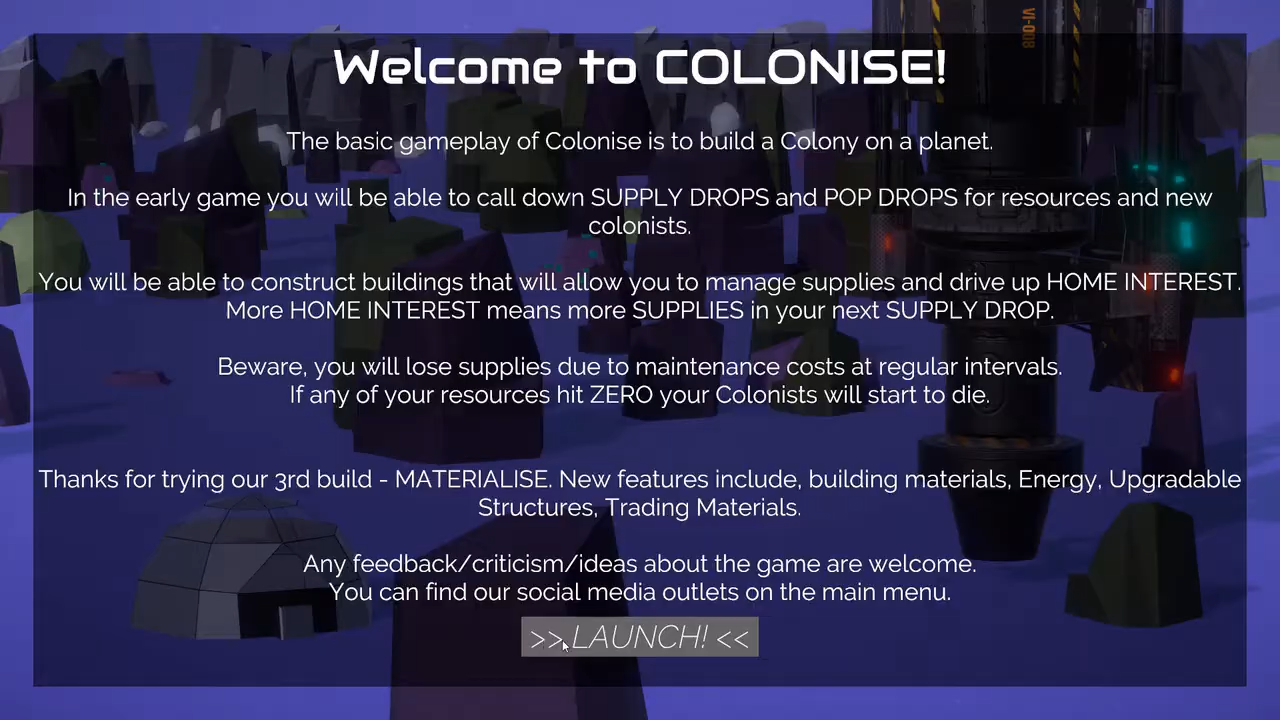 VI-008
Welcome to COLONISE!
The basic gameplay of Colonise is to build a Colony on a planet.
In the early game you will be able to call down SUPPLY DROPS and POP DROPS for resources and new
colonists.
You will be able to construct buildings that will allow you to manage supplies and drive up HOME INTEREST.
More HOME INTEREST means more SUPPLIES in your next SUPPLY DROP.
Beware, you will lose supplies due to maintenance costs at regular intervals.
If any of your resources hit ZERO your Colonists will start to die.
Thanks for trying our 3rd build - MATERIALISE. New features include, building materials, Energy, Upgradable
Structures, Trading Materials.
Any feedback/criticism/ideas about the game are welcome.
You can find our social media outlets on the main menu.
>> LAUNCH! <<